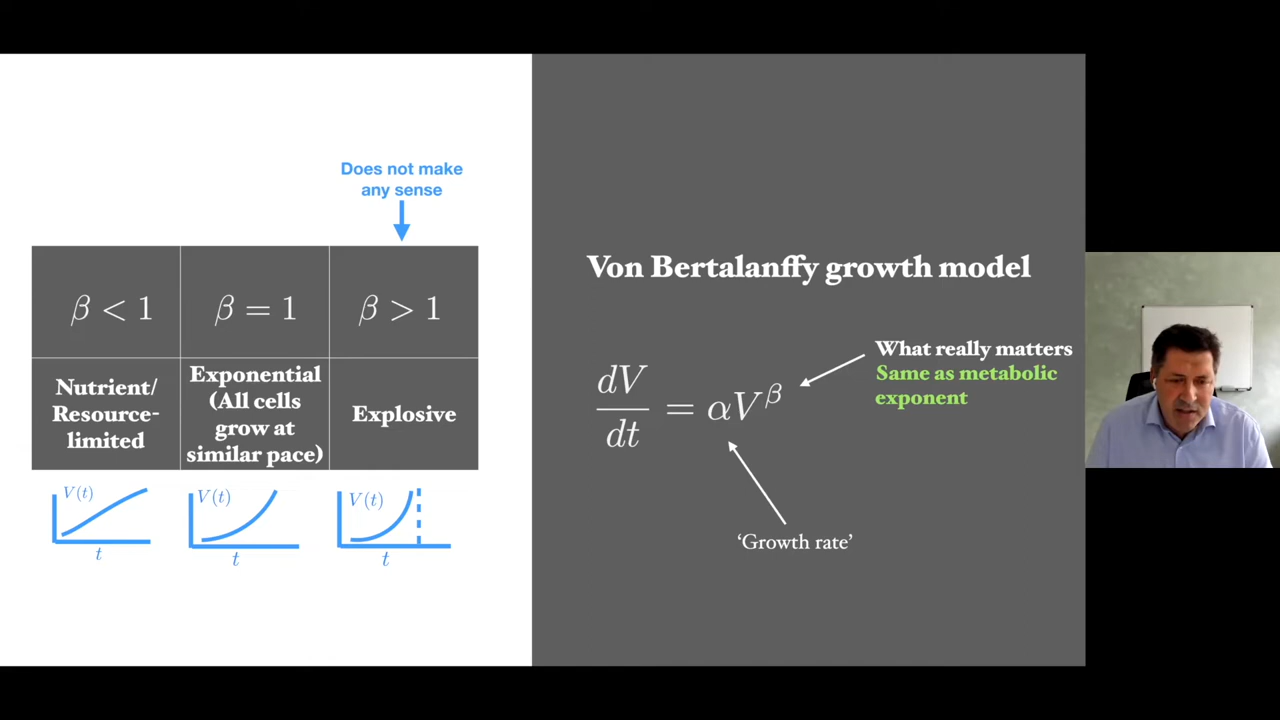 Does not make
any sense
β < 1
β = 1
β > 1
Nutrient/
Resource-
limited
Exponential
(All cells
grow at
similar pace)
Explosive
V(t)
t
V(t)
t
V(t)
t
Von Bertalanffy growth model
dV/dt = αV^β
What really matters
Same as metabolic
exponent
‘Growth rate’